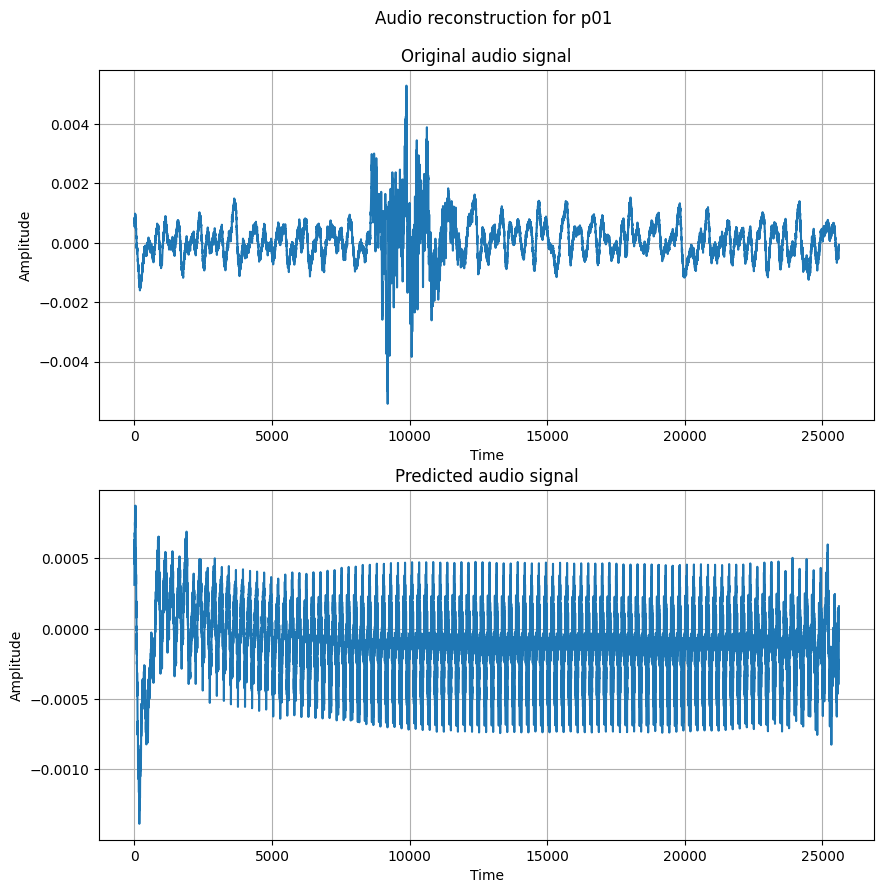 Audio reconstruction for p01
Original audio signal
Amplitude
0.004
0.002
0.000
−0.002
−0.004
0 5000 10000 15000 20000 25000
Time
Predicted audio signal
Amplitude
0.0005
0.0000
−0.0005
−0.0010
0 5000 10000 15000 20000 25000
Time